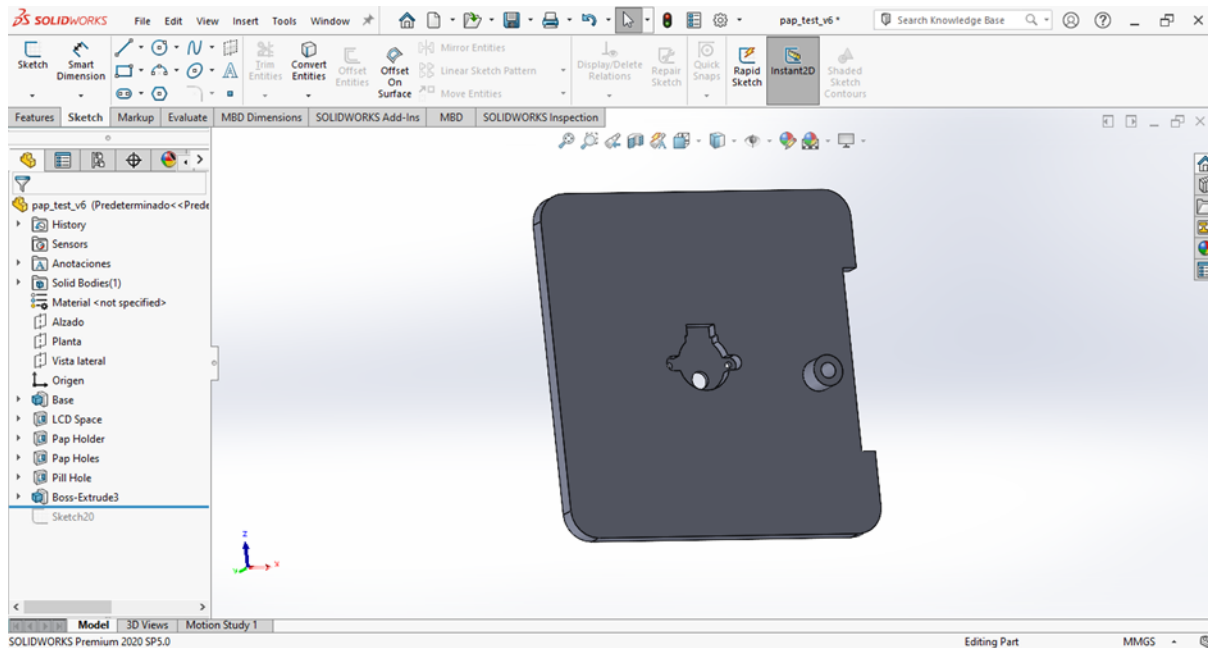 SOLIDWORKS File Edit View Insert Tools Window pap_test_v6 * Search Knowledge Base
Sketch Smart Dimension Trim Entities Convert Entities Offset Entities Offset On Surface Mirror Entities Linear Sketch Pattern Move Entities Display/Delete Relations Repair Sketch Quick Snaps Rapid Sketch Instant2D Shaded Sketch Contours
Features Sketch Markup Evaluate MBD Dimensions SOLIDWORKS Add-Ins MBD SOLIDWORKS Inspection
pap_test_v6 (Predeterminado<<Prede
History
Sensors
Anotaciones
Solid Bodies(1)
Material <not specified>
Alzado
Planta
Vista lateral
Origen
Base
LCD Space
Pap Holder
Pap Holes
Pill Hole
Boss-Extrude3
Sketch20
z
x
y
Model 3D Views Motion Study 1
SOLIDWORKS Premium 2020 SP5.0 Editing Part MMGS